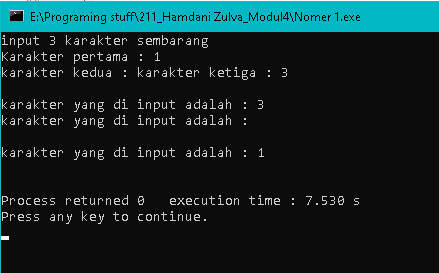 E:\Programing stuff\211_Hamdani Zulva_Modul4\Nomer 1.exe
input 3 karakter sembarang
Karakter pertama : 1
karakter kedua : karakter ketiga : 3
karakter yang di input adalah : 3
karakter yang di input adalah :
karakter yang di input adalah : 1
Process returned 0   execution time : 7.530 s
Press any key to continue.